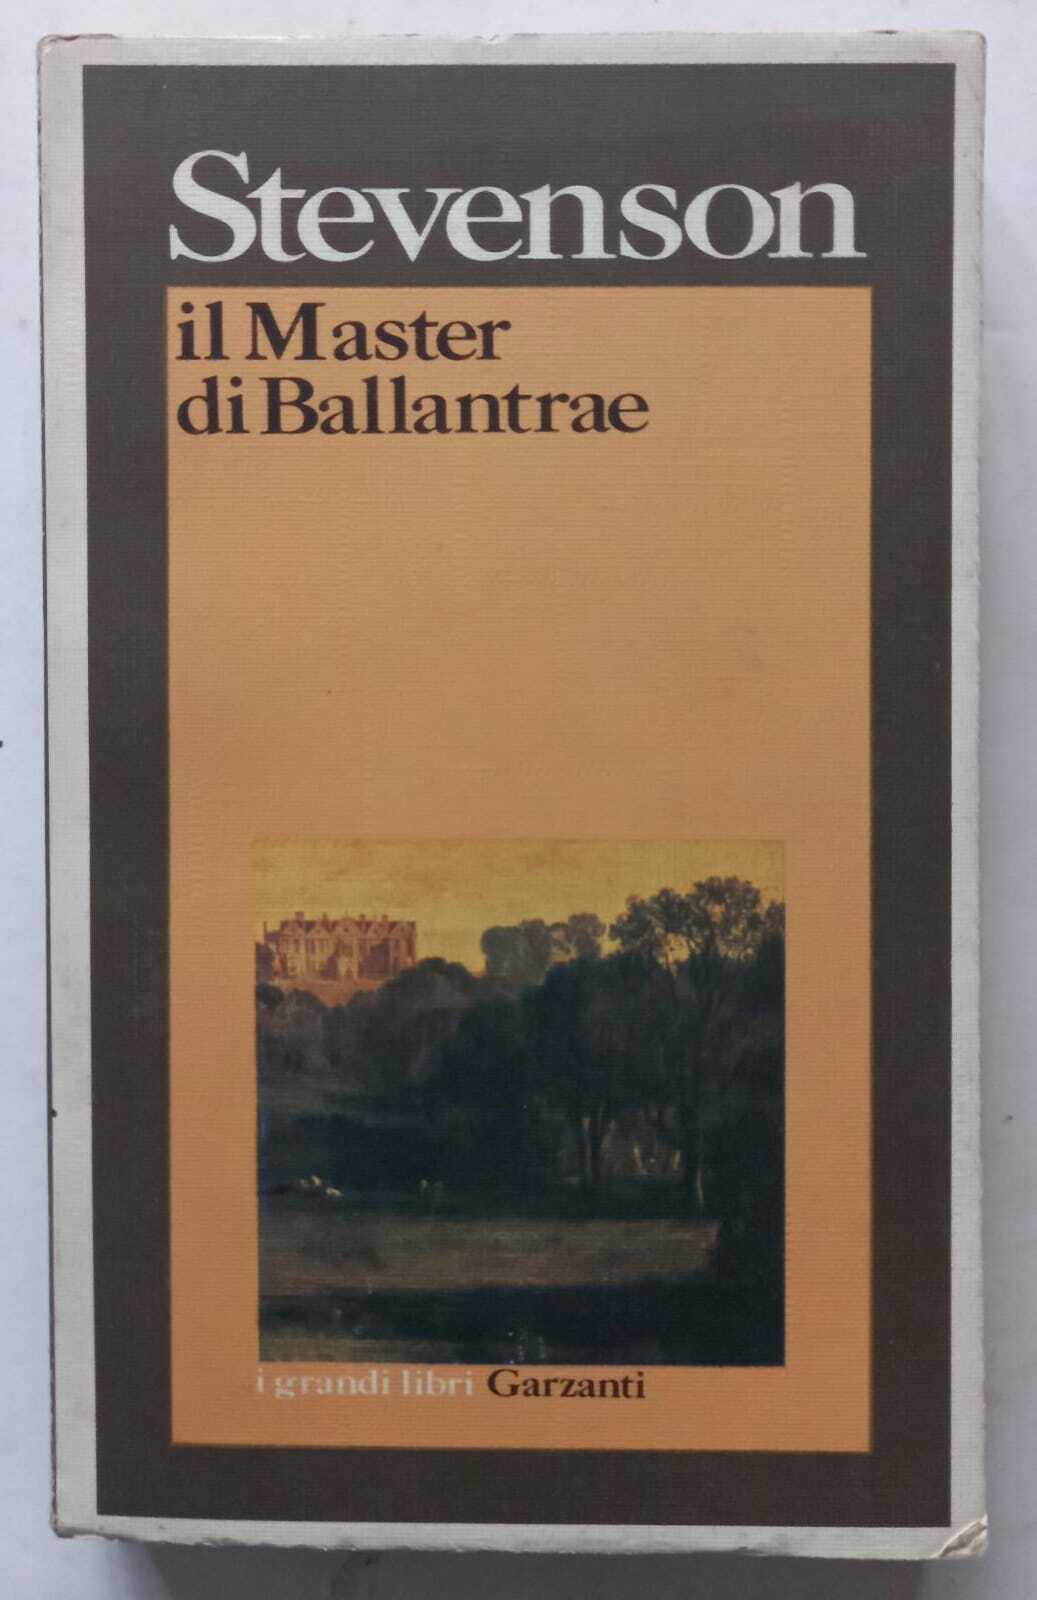 Stevenson
il Master
di Ballantrae
i grandi libri Garzanti